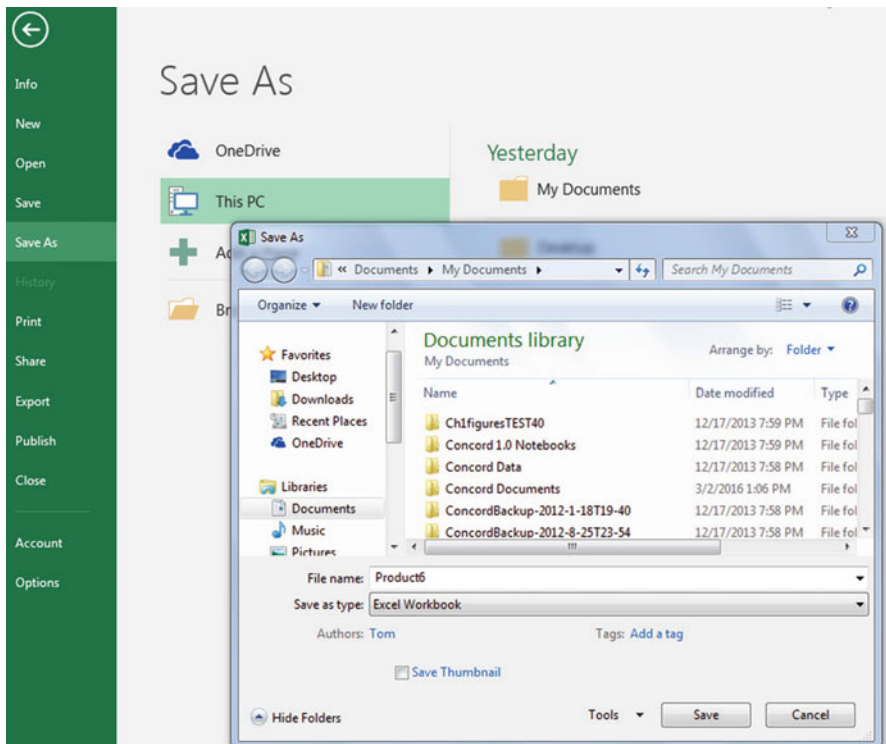 Info
New
Open
Save
Save As
History
Print
Share
Export
Publish
Close
Account
Options
Save As
OneDrive
This PC
Yesterday
My Documents
Save As
« Documents My Documents
Search My Documents
Organize New folder
Favorites
Desktop
Downloads
Recent Places
OneDrive
Libraries
Documents
Music
Pictures
Documents library
My Documents
Arrange by: Folder
Name Date modified Type
Ch1figuresTEST40 12/17/2013 7:59 PM File fol
Concord 1.0 Notebooks 12/17/2013 7:59 PM File fol
Concord Data 12/17/2013 7:58 PM File fol
Concord Documents 3/2/2016 1:06 PM File fol
ConcordBackup-2012-1-18T19-40 12/17/2013 7:58 PM File fol
ConcordBackup-2012-8-25T23-54 12/17/2013 7:58 PM File fol
File name: Product6
Save as type: Excel Workbook
Authors: Tom Tags: Add a tag
Save Thumbnail
Hide Folders Tools Save Cancel